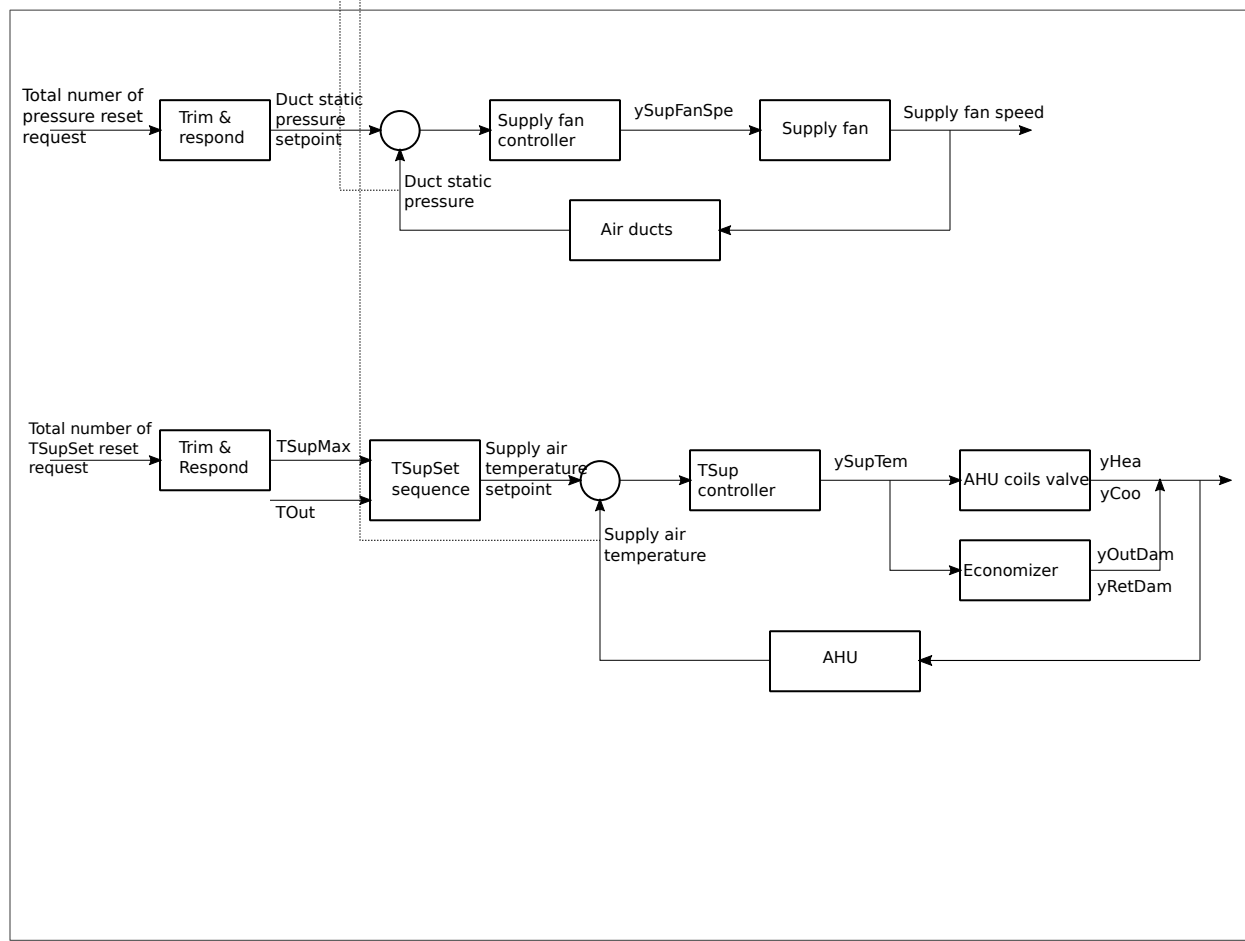 Total numer of
pressure reset
request
Trim &
respond
Duct static
pressure
setpoint
Supply fan
controller
ySupFanSpe
Supply fan
Supply fan speed
Duct static
pressure
Air ducts
Total number of
TSupSet reset
request
Trim &
Respond
TSupMax
TOut
TSupSet
sequence
Supply air
temperature
setpoint
TSup
controller
ySupTem
AHU coils valve
yHea
yCoo
Supply air
temperature
Economizer
yOutDam
yRetDam
AHU